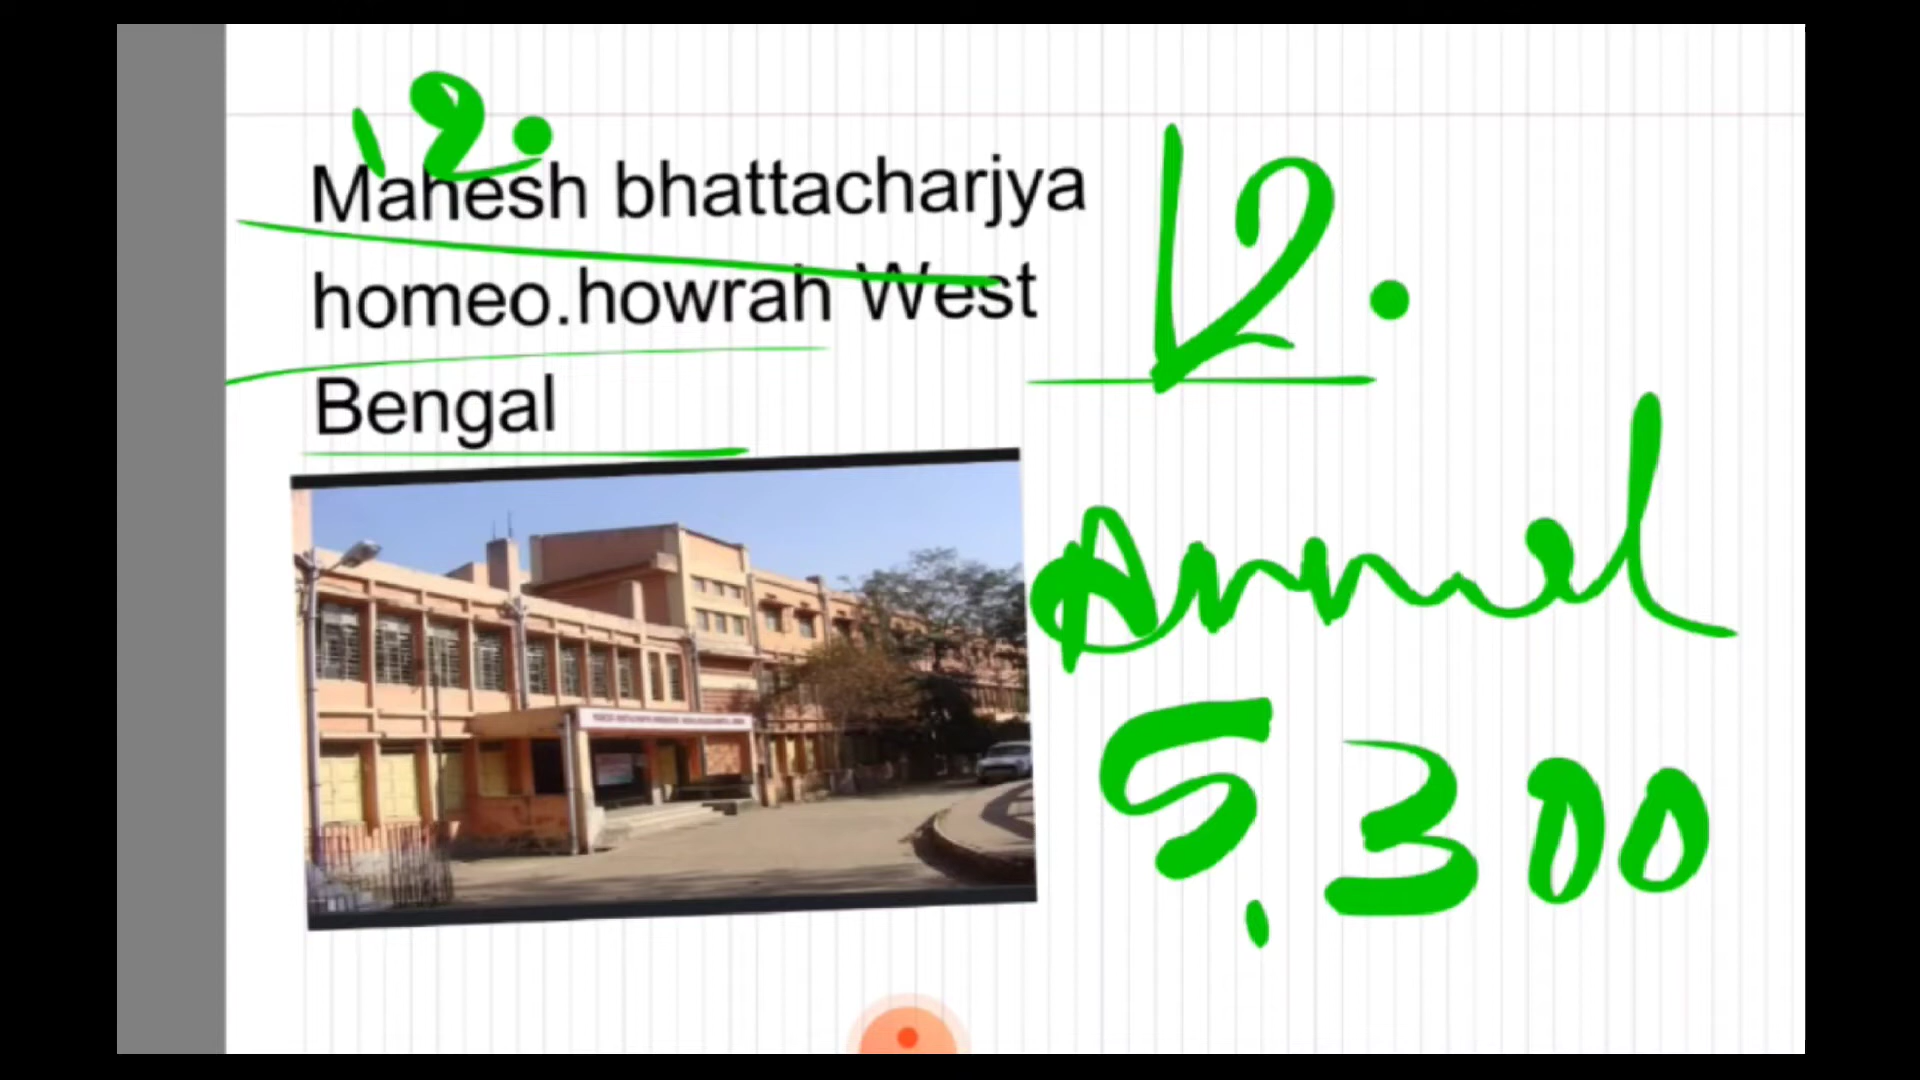 12.
Mahesh bhattacharjya
homeo.howrah West
Bengal
12.
Annual
5,300